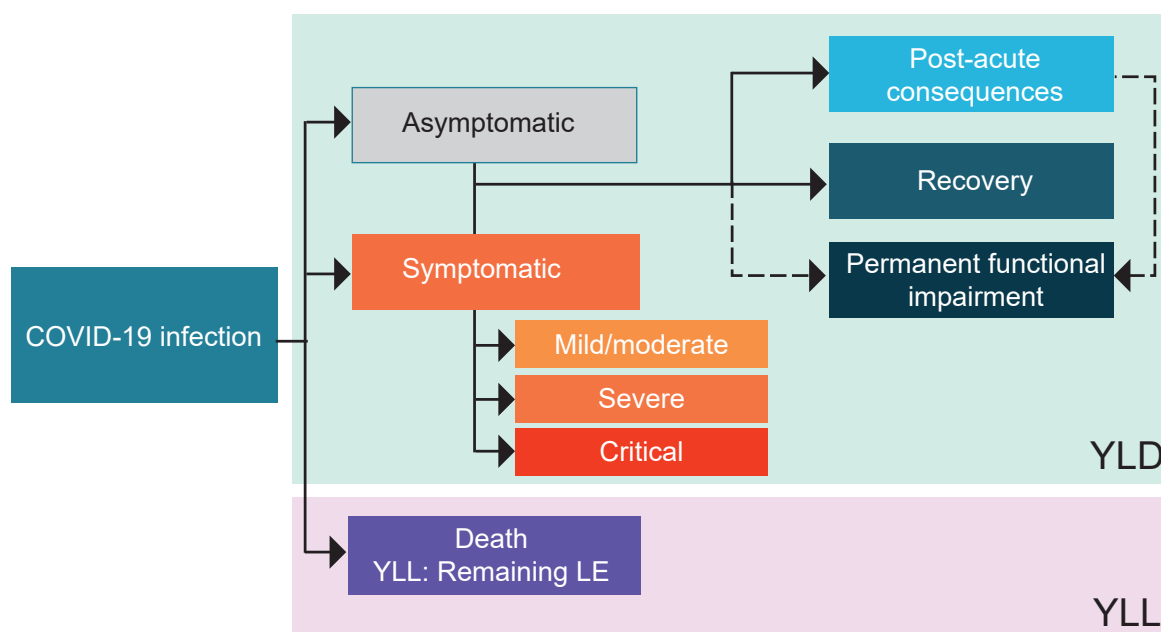 COVID-19 infection
Asymptomatic
Symptomatic
Mild/moderate
Severe
Critical
Post-acute
consequences
Recovery
Permanent functional
impairment
YLD
Death
YLL: Remaining LE
YLL